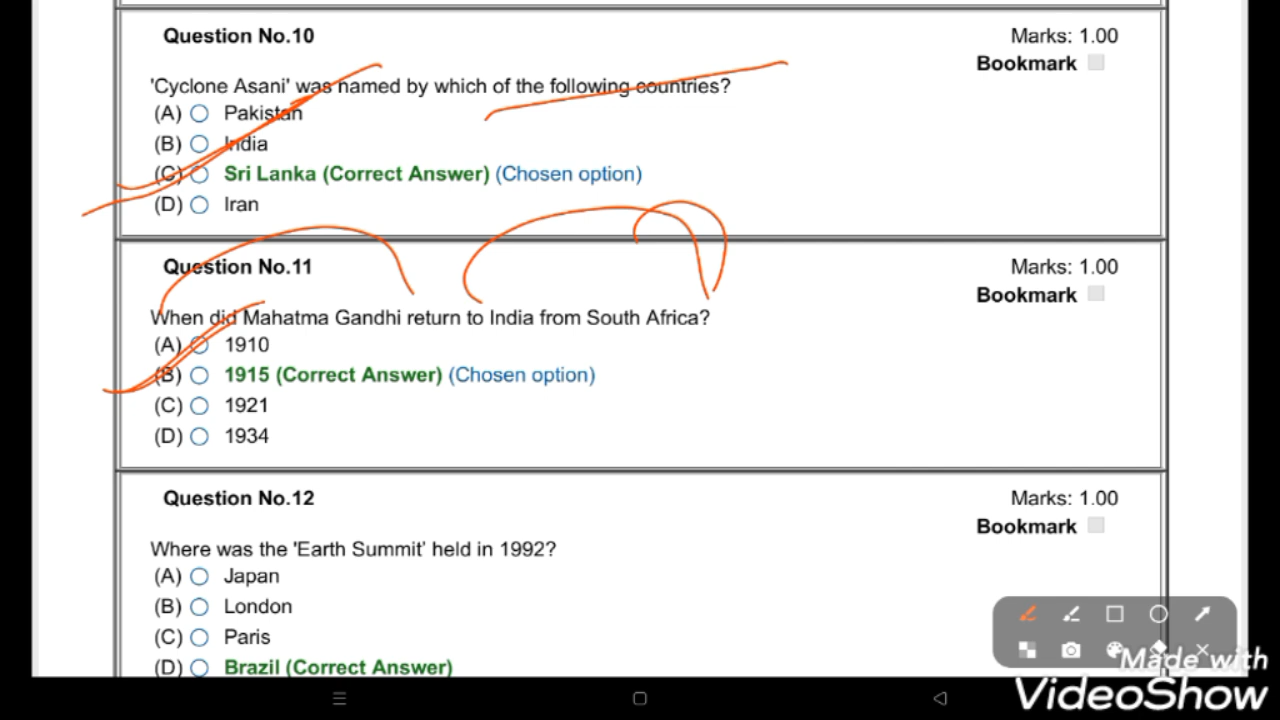 Question No.10 Marks: 1.00
Bookmark
'Cyclone Asani' was named by which of the following countries?
(A) Pakistan
(B) India
(C) Sri Lanka (Correct Answer) (Chosen option)
(D) Iran
Question No.11 Marks: 1.00
Bookmark
When did Mahatma Gandhi return to India from South Africa?
(A) 1910
(B) 1915 (Correct Answer) (Chosen option)
(C) 1921
(D) 1934
Question No.12 Marks: 1.00
Bookmark
Where was the 'Earth Summit' held in 1992?
(A) Japan
(B) London
(C) Paris
(D) Brazil (Correct Answer)
Made with
VideoShow